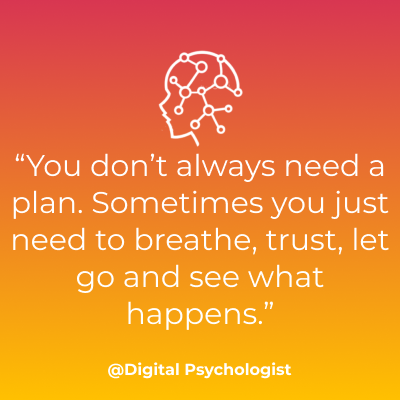 “You don’t always need a
plan. Sometimes you just
need to breathe, trust, let
go and see what
happens.”
@Digital Psychologist